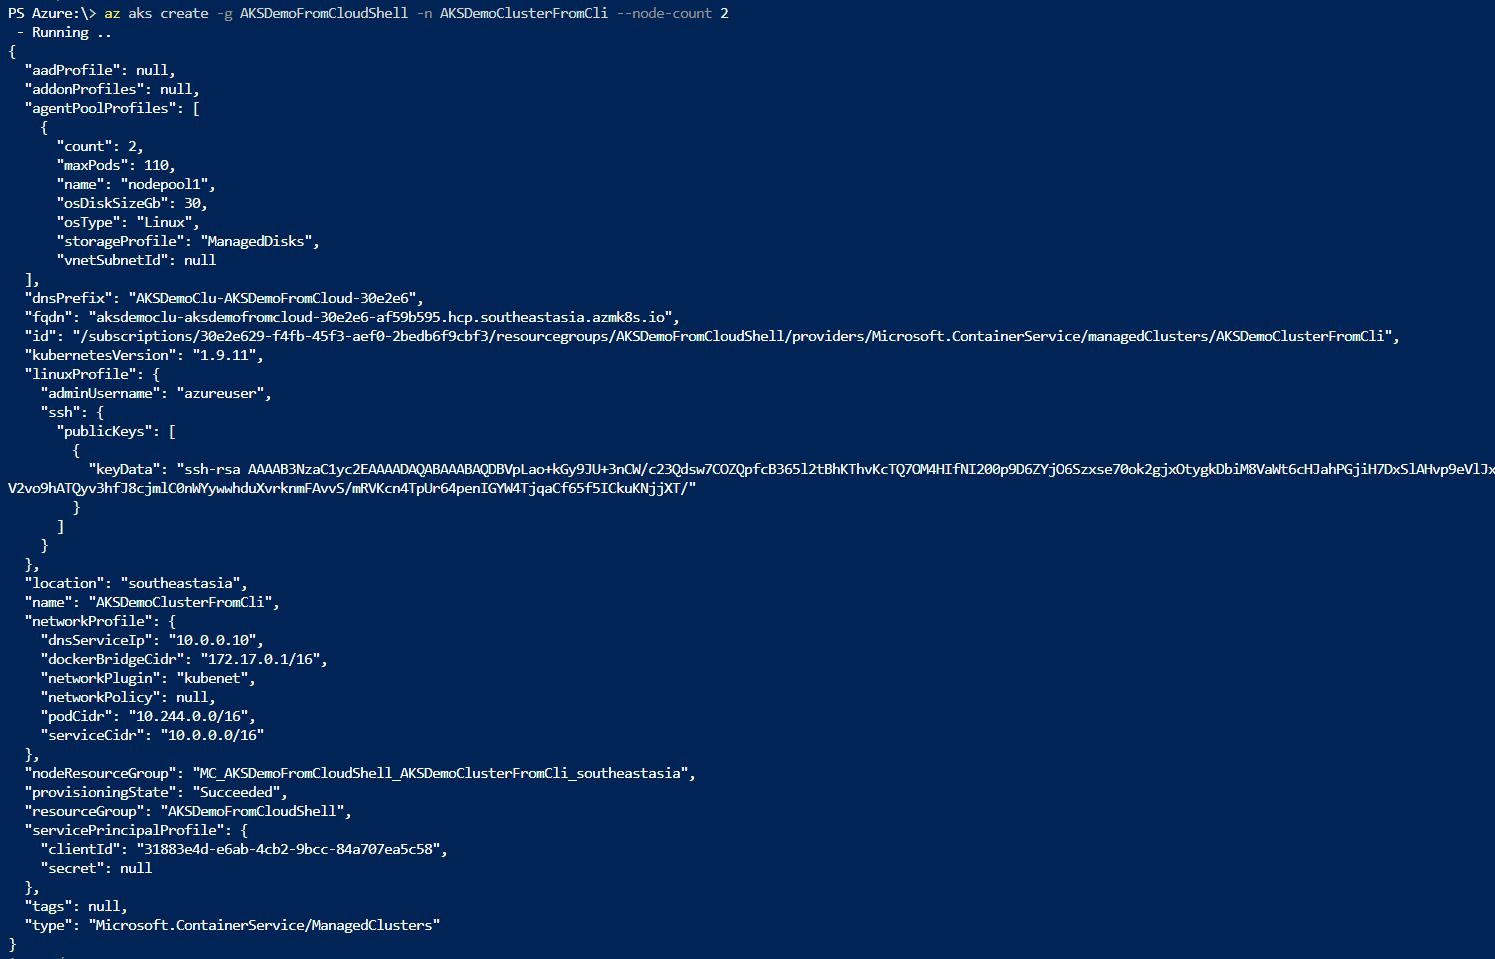 PS Azure:\> az aks create -g AKSDemoFromCloudShell -n AKSDemoClusterFromCli --node-count 2
 - Running ..
{
  "aadProfile": null,
  "addonProfiles": null,
  "agentPoolProfiles": [
    {
      "count": 2,
      "maxPods": 110,
      "name": "nodepool1",
      "osDiskSizeGb": 30,
      "osType": "Linux",
      "storageProfile": "ManagedDisks",
      "vnetSubnetId": null
  ],
  "dnsPrefix": "AKSDemoClu-AKSDemoFromCloud-30e2e6",
  "fqdn": "aksdemoclu-aksdemofromcloud-30e2e6-af59b595.hcp.southeastasia.azmk8s.io",
  "id": "/subscriptions/30e2e629-f4fb-45f3-aef0-2bedb6f9cbf3/resourcegroups/AKSDemoFromCloudShell/providers/Microsoft.ContainerService/managedClusters/AKSDemoClusterFromCli",
  "kubernetesVersion": "1.9.11",
  "linuxProfile": {
    "adminUsername": "azureuser",
    "ssh": {
      "publicKeys": [
        {
          "keyData": "ssh-rsa AAAAB3NzaC1yc2EAAAADAQABAAABAQDBVpLao+kGy9JU+3nCW/c23Qdsw7COZQpfcB365l2tBhKThvKcTQ7OM4HIfNI200p9D6ZYjO6Szxse70ok2gjxOtygkDbiM8VaWt6cHJahPGjiH7DxSlAHvp9eVlJx
V2vo9hATQyv3hfJ8cjmlC0nWYywwhduXvrknmFAvvS/mRVKcn4TpUr64penIGYW4TjqaCf65f5ICkuKNjjXT/"
        }
      ]
    }
  },
  "location": "southeastasia",
  "name": "AKSDemoClusterFromCli",
  "networkProfile": {
    "dnsServiceIp": "10.0.0.10",
    "dockerBridgeCidr": "172.17.0.1/16",
    "networkPlugin": "kubenet",
    "networkPolicy": null,
    "podCidr": "10.244.0.0/16",
    "serviceCidr": "10.0.0.0/16"
  },
  "nodeResourceGroup": "MC_AKSDemoFromCloudShell_AKSDemoClusterFromCli_southeastasia",
  "provisioningState": "Succeeded",
  "resourceGroup": "AKSDemoFromCloudShell",
  "servicePrincipalProfile": {
    "clientId": "31883e4d-e6ab-4cb2-9bcc-84a707ea5c58",
    "secret": null
  },
  "tags": null,
  "type": "Microsoft.ContainerService/ManagedClusters"
}